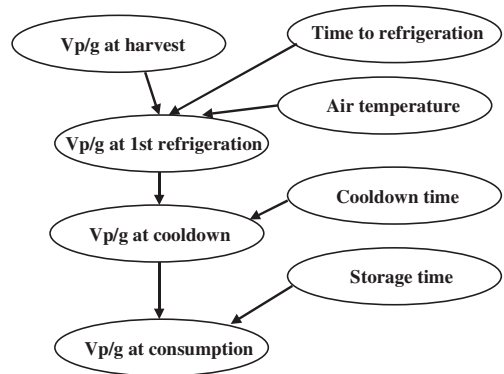 Vp/g at harvest
Time to refrigeration
Air temperature
Vp/g at 1st refrigeration
Cooldown time
Vp/g at cooldown
Storage time
Vp/g at consumption